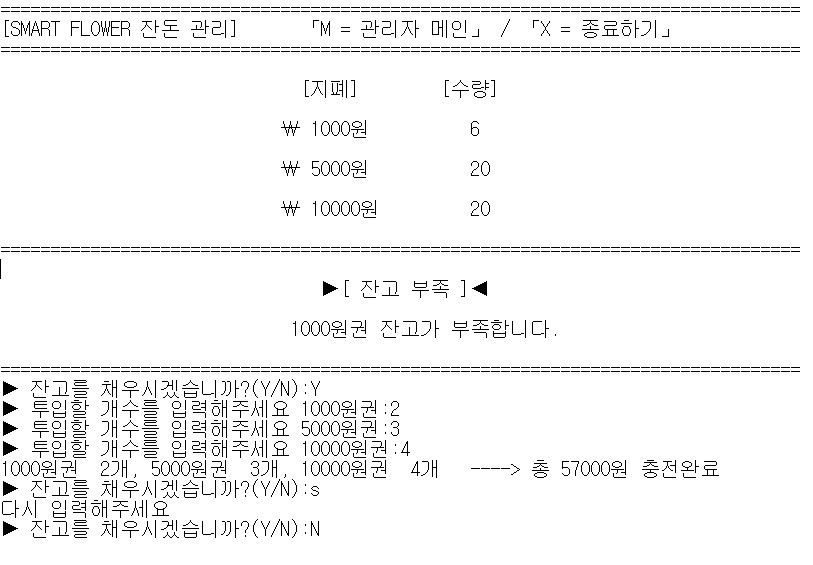 ================================================================================
[SMART FLOWER 잔돈 관리] 「M = 관리자 메인」 / 「X = 종료하기」
================================================================================
[지폐] [수량]
₩ 1000원 6
₩ 5000원 20
₩ 10000원 20
================================================================================
▶[ 잔고 부족 ]◀
1000원권 잔고가 부족합니다.
================================================================================
▶ 잔고를 채우시겠습니까?(Y/N):Y
▶ 투입할 개수를 입력해주세요 1000원권:2
▶ 투입할 개수를 입력해주세요 5000원권:3
▶ 투입할 개수를 입력해주세요 10000원권:4
1000원권 2개, 5000원권 3개, 10000원권 4개 ----> 총 57000원 충전완료
▶ 잔고를 채우시겠습니까?(Y/N):s
다시 입력해주세요
▶ 잔고를 채우시겠습니까?(Y/N):N